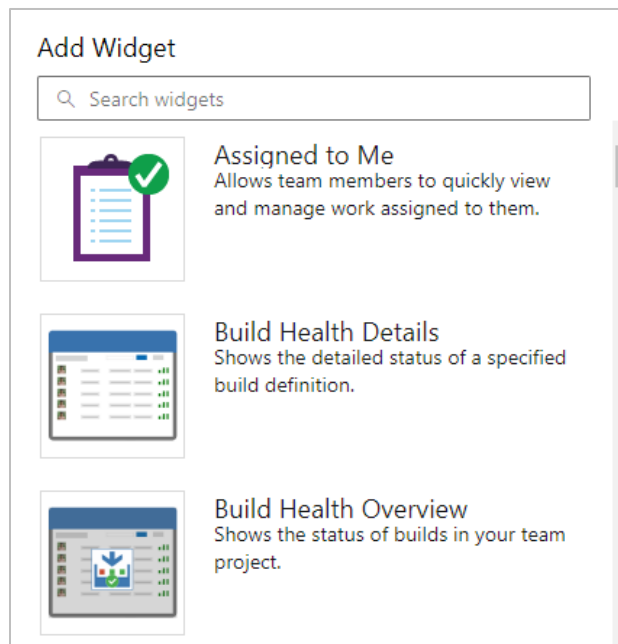 Add Widget
Search widgets
Assigned to Me
Allows team members to quickly view
and manage work assigned to them.
Build Health Details
Shows the detailed status of a specified
build definition.
Build Health Overview
Shows the status of builds in your team
project.